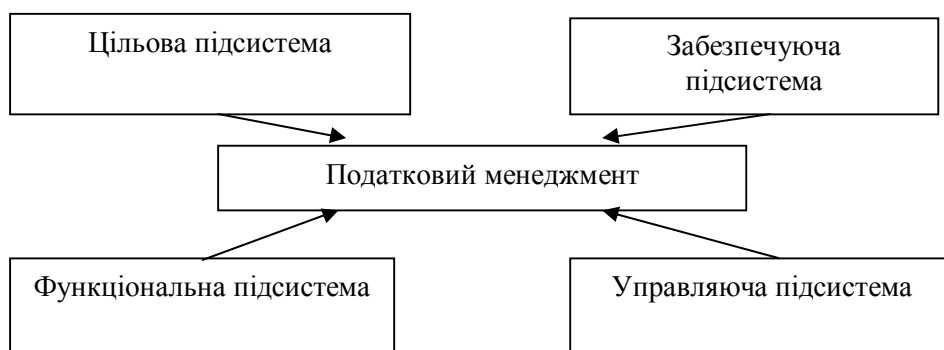 Цільова підсистема
Забезпечуюча
підсистема
Податковий менеджмент
Функціональна підсистема
Управляюча підсистема